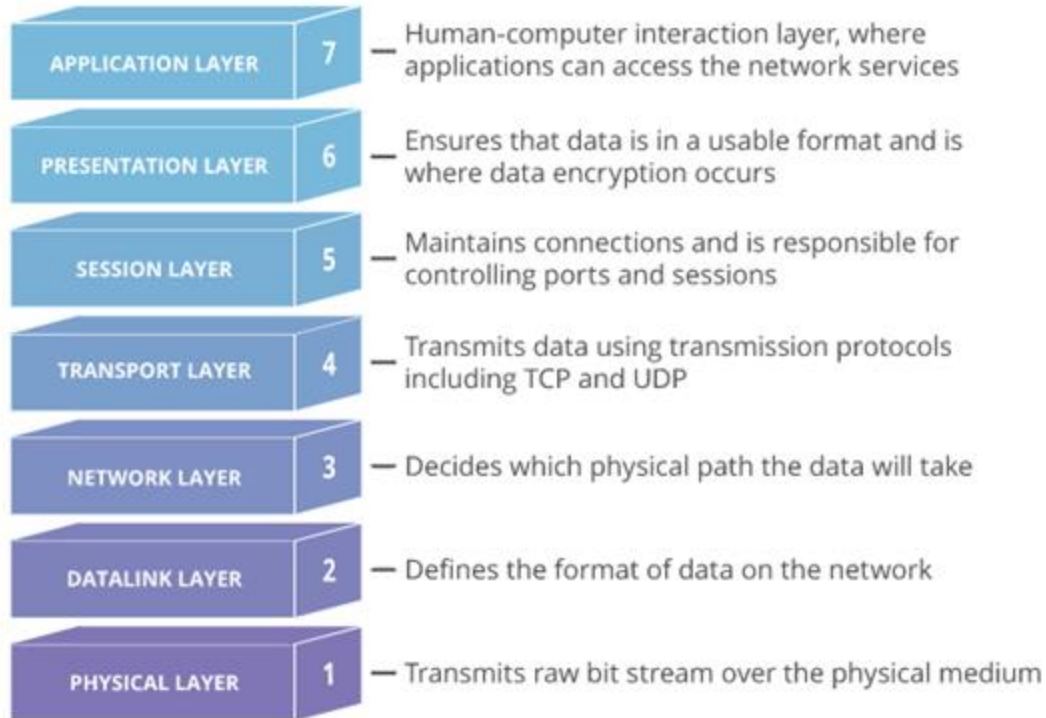 APPLICATION LAYER 7
Human-computer interaction layer, where
applications can access the network services
PRESENTATION LAYER 6
Ensures that data is in a usable format and is
where data encryption occurs
SESSION LAYER 5
Maintains connections and is responsible for
controlling ports and sessions
TRANSPORT LAYER 4
Transmits data using transmission protocols
including TCP and UDP
NETWORK LAYER 3
Decides which physical path the data will take
DATALINK LAYER 2
Defines the format of data on the network
PHYSICAL LAYER 1
Transmits raw bit stream over the physical medium